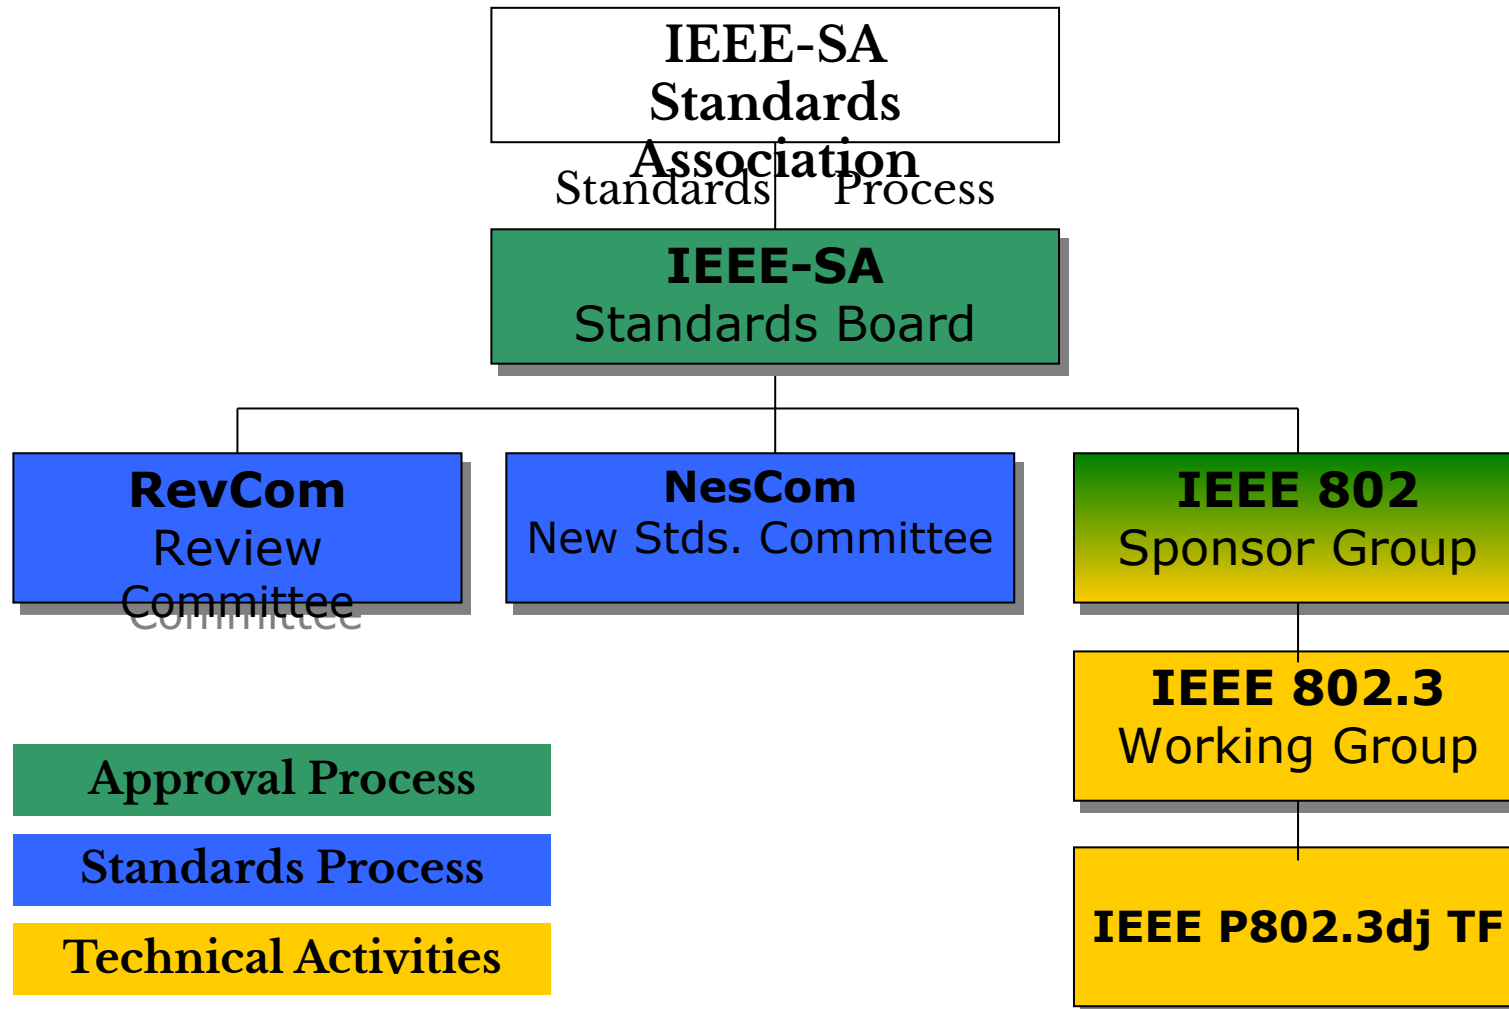 IEEE-SA
Standards
Association
Standards Process
IEEE-SA
Standards Board
RevCom
Review
Committee
NesCom
New Stds. Committee
IEEE 802
Sponsor Group
IEEE 802.3
Working Group
IEEE P802.3dj TF
Approval Process
Standards Process
Technical Activities